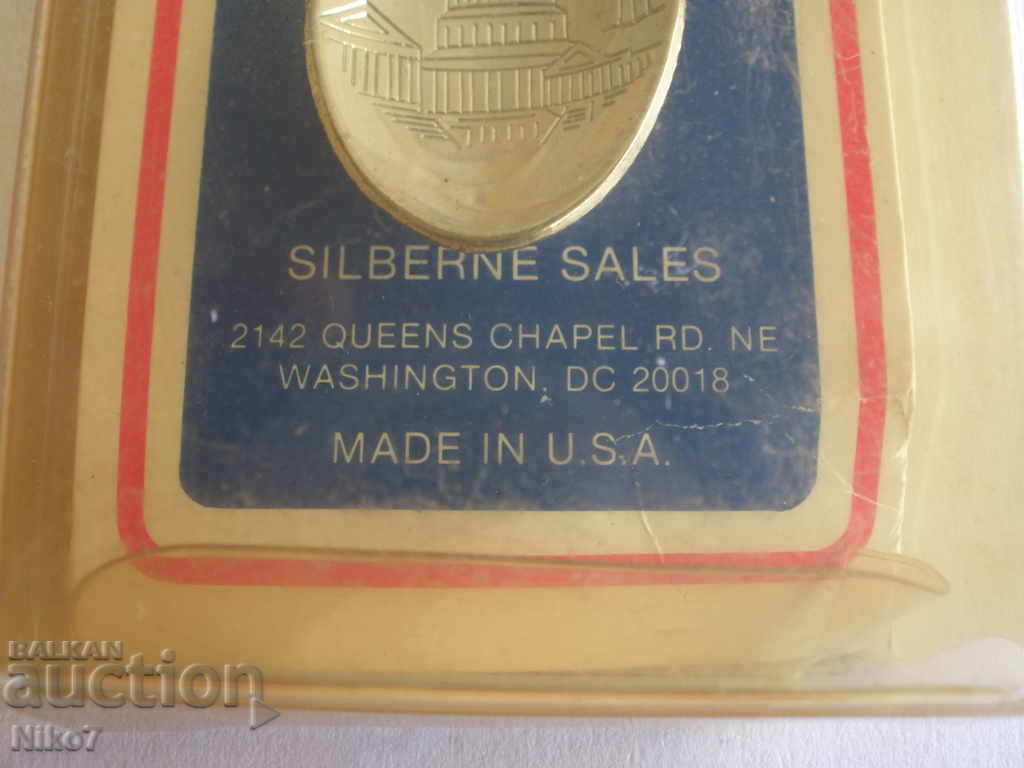 SILBERNE SALES
2142 QUEENS CHAPEL RD. NE
WASHINGTON, DC 20018
MADE IN U.S.A.
BALKAN
auction
Niko7